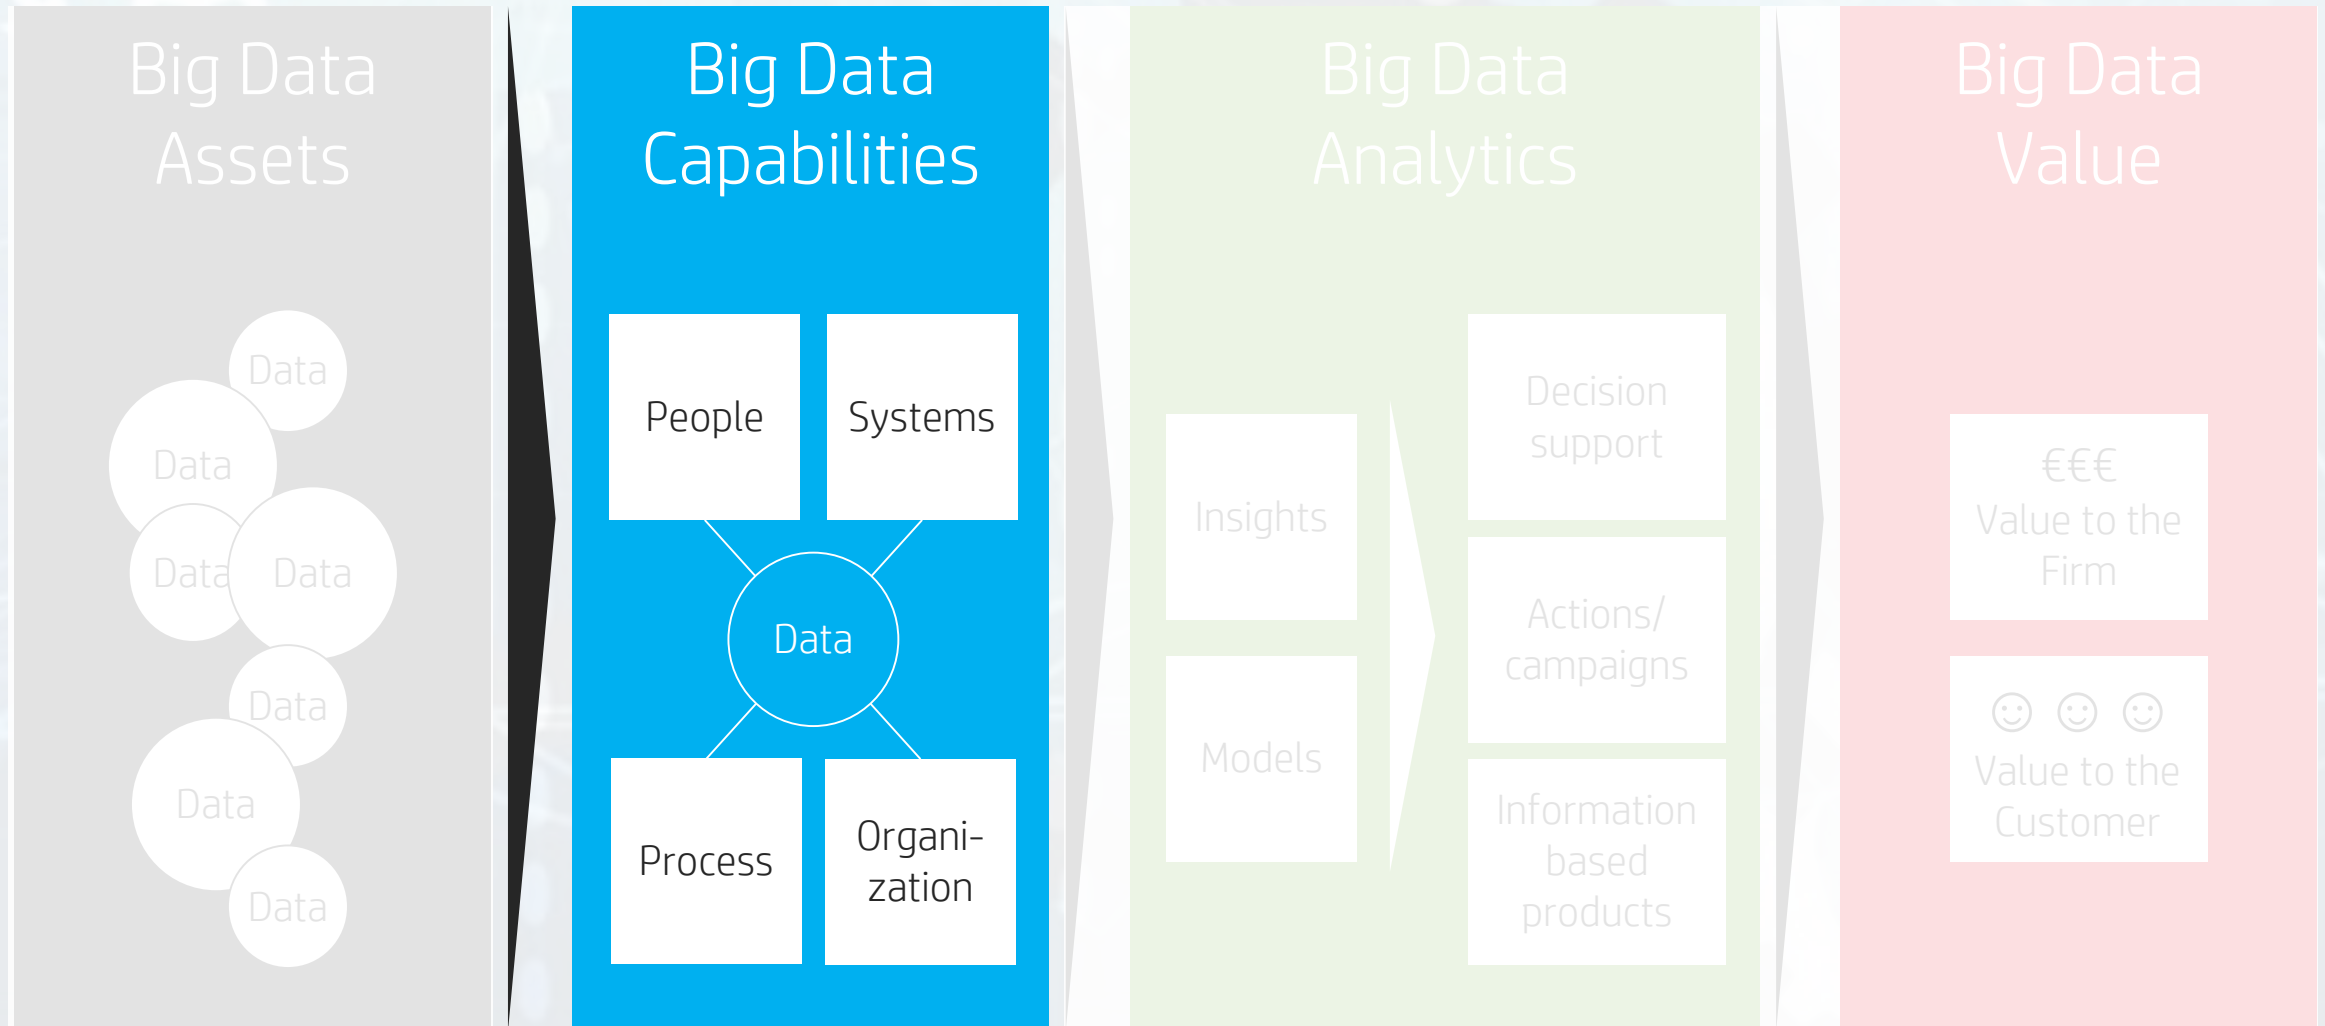 Big Data
Assets
Data
Data
Data
Data
Data
Data
Data
Big Data
Capabilities
People
Systems
Data
Process
Organi-
zation
Big Data
Analytics
Insights
Models
Decision
support
Actions/
campaigns
Information
based
products
Big Data
Value
€€€
Value to the
Firm
☺☺☺
Value to the
Customer